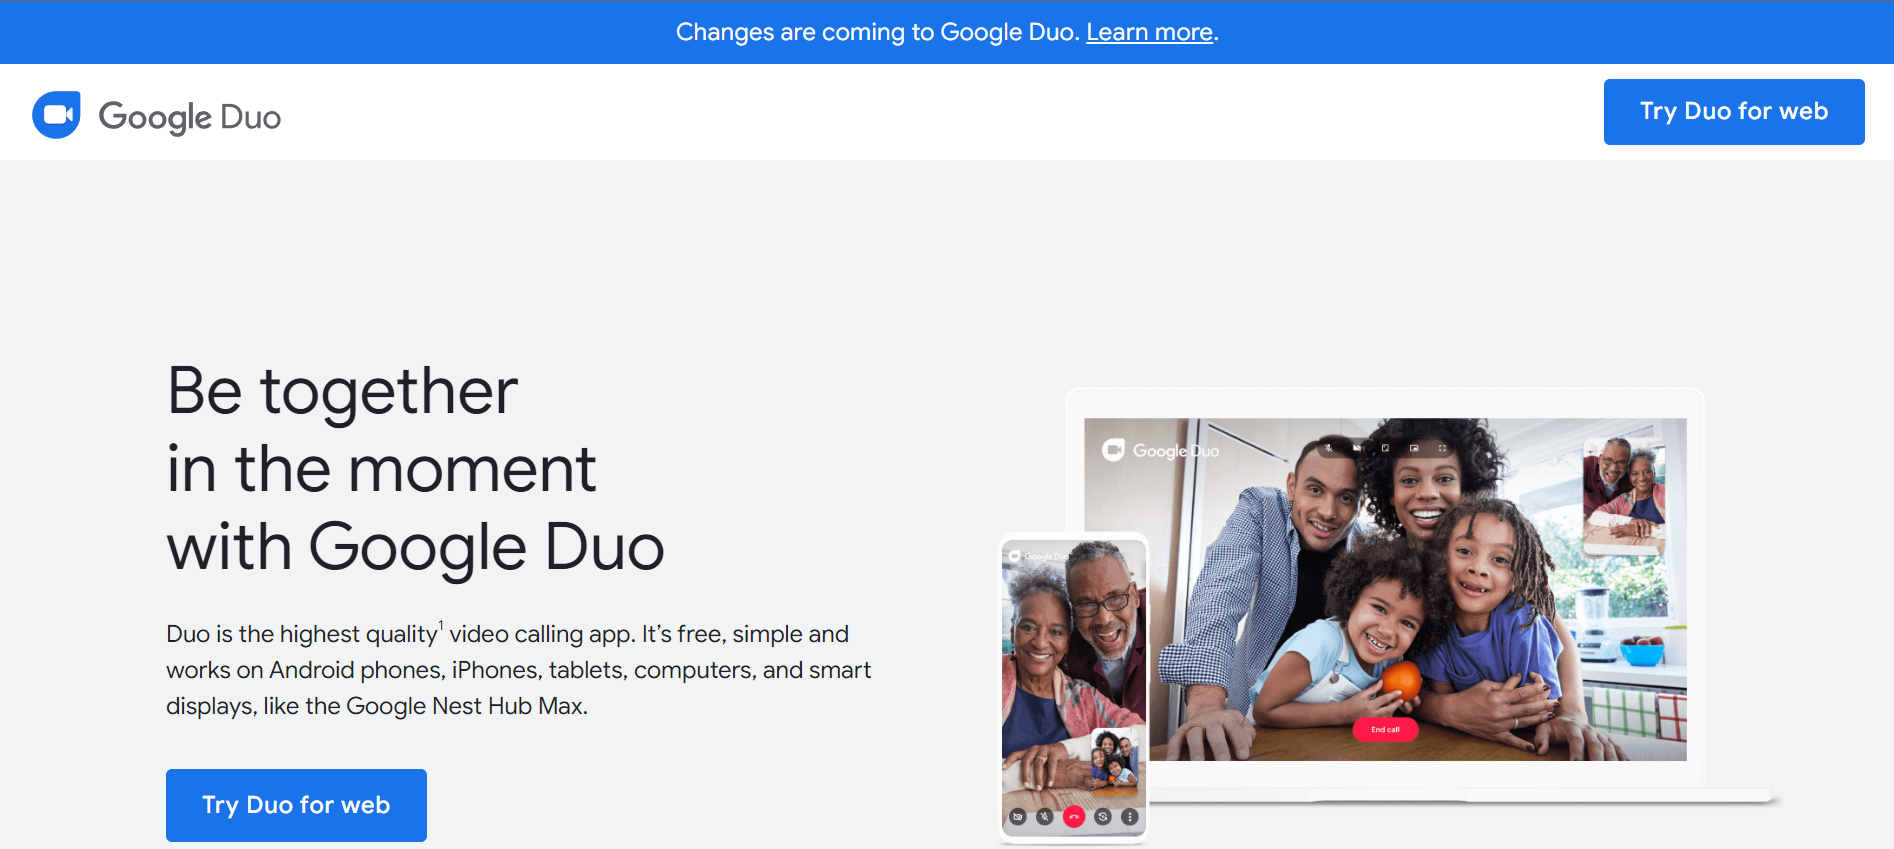 Changes are coming to Google Duo. Learn more.
Google Duo
Try Duo for web
Be together
in the moment
with Google Duo
Duo is the highest quality1 video calling app. It’s free, simple and
works on Android phones, iPhones, tablets, computers, and smart
displays, like the Google Nest Hub Max.
Try Duo for web
Google Duo
End call
Google Duo